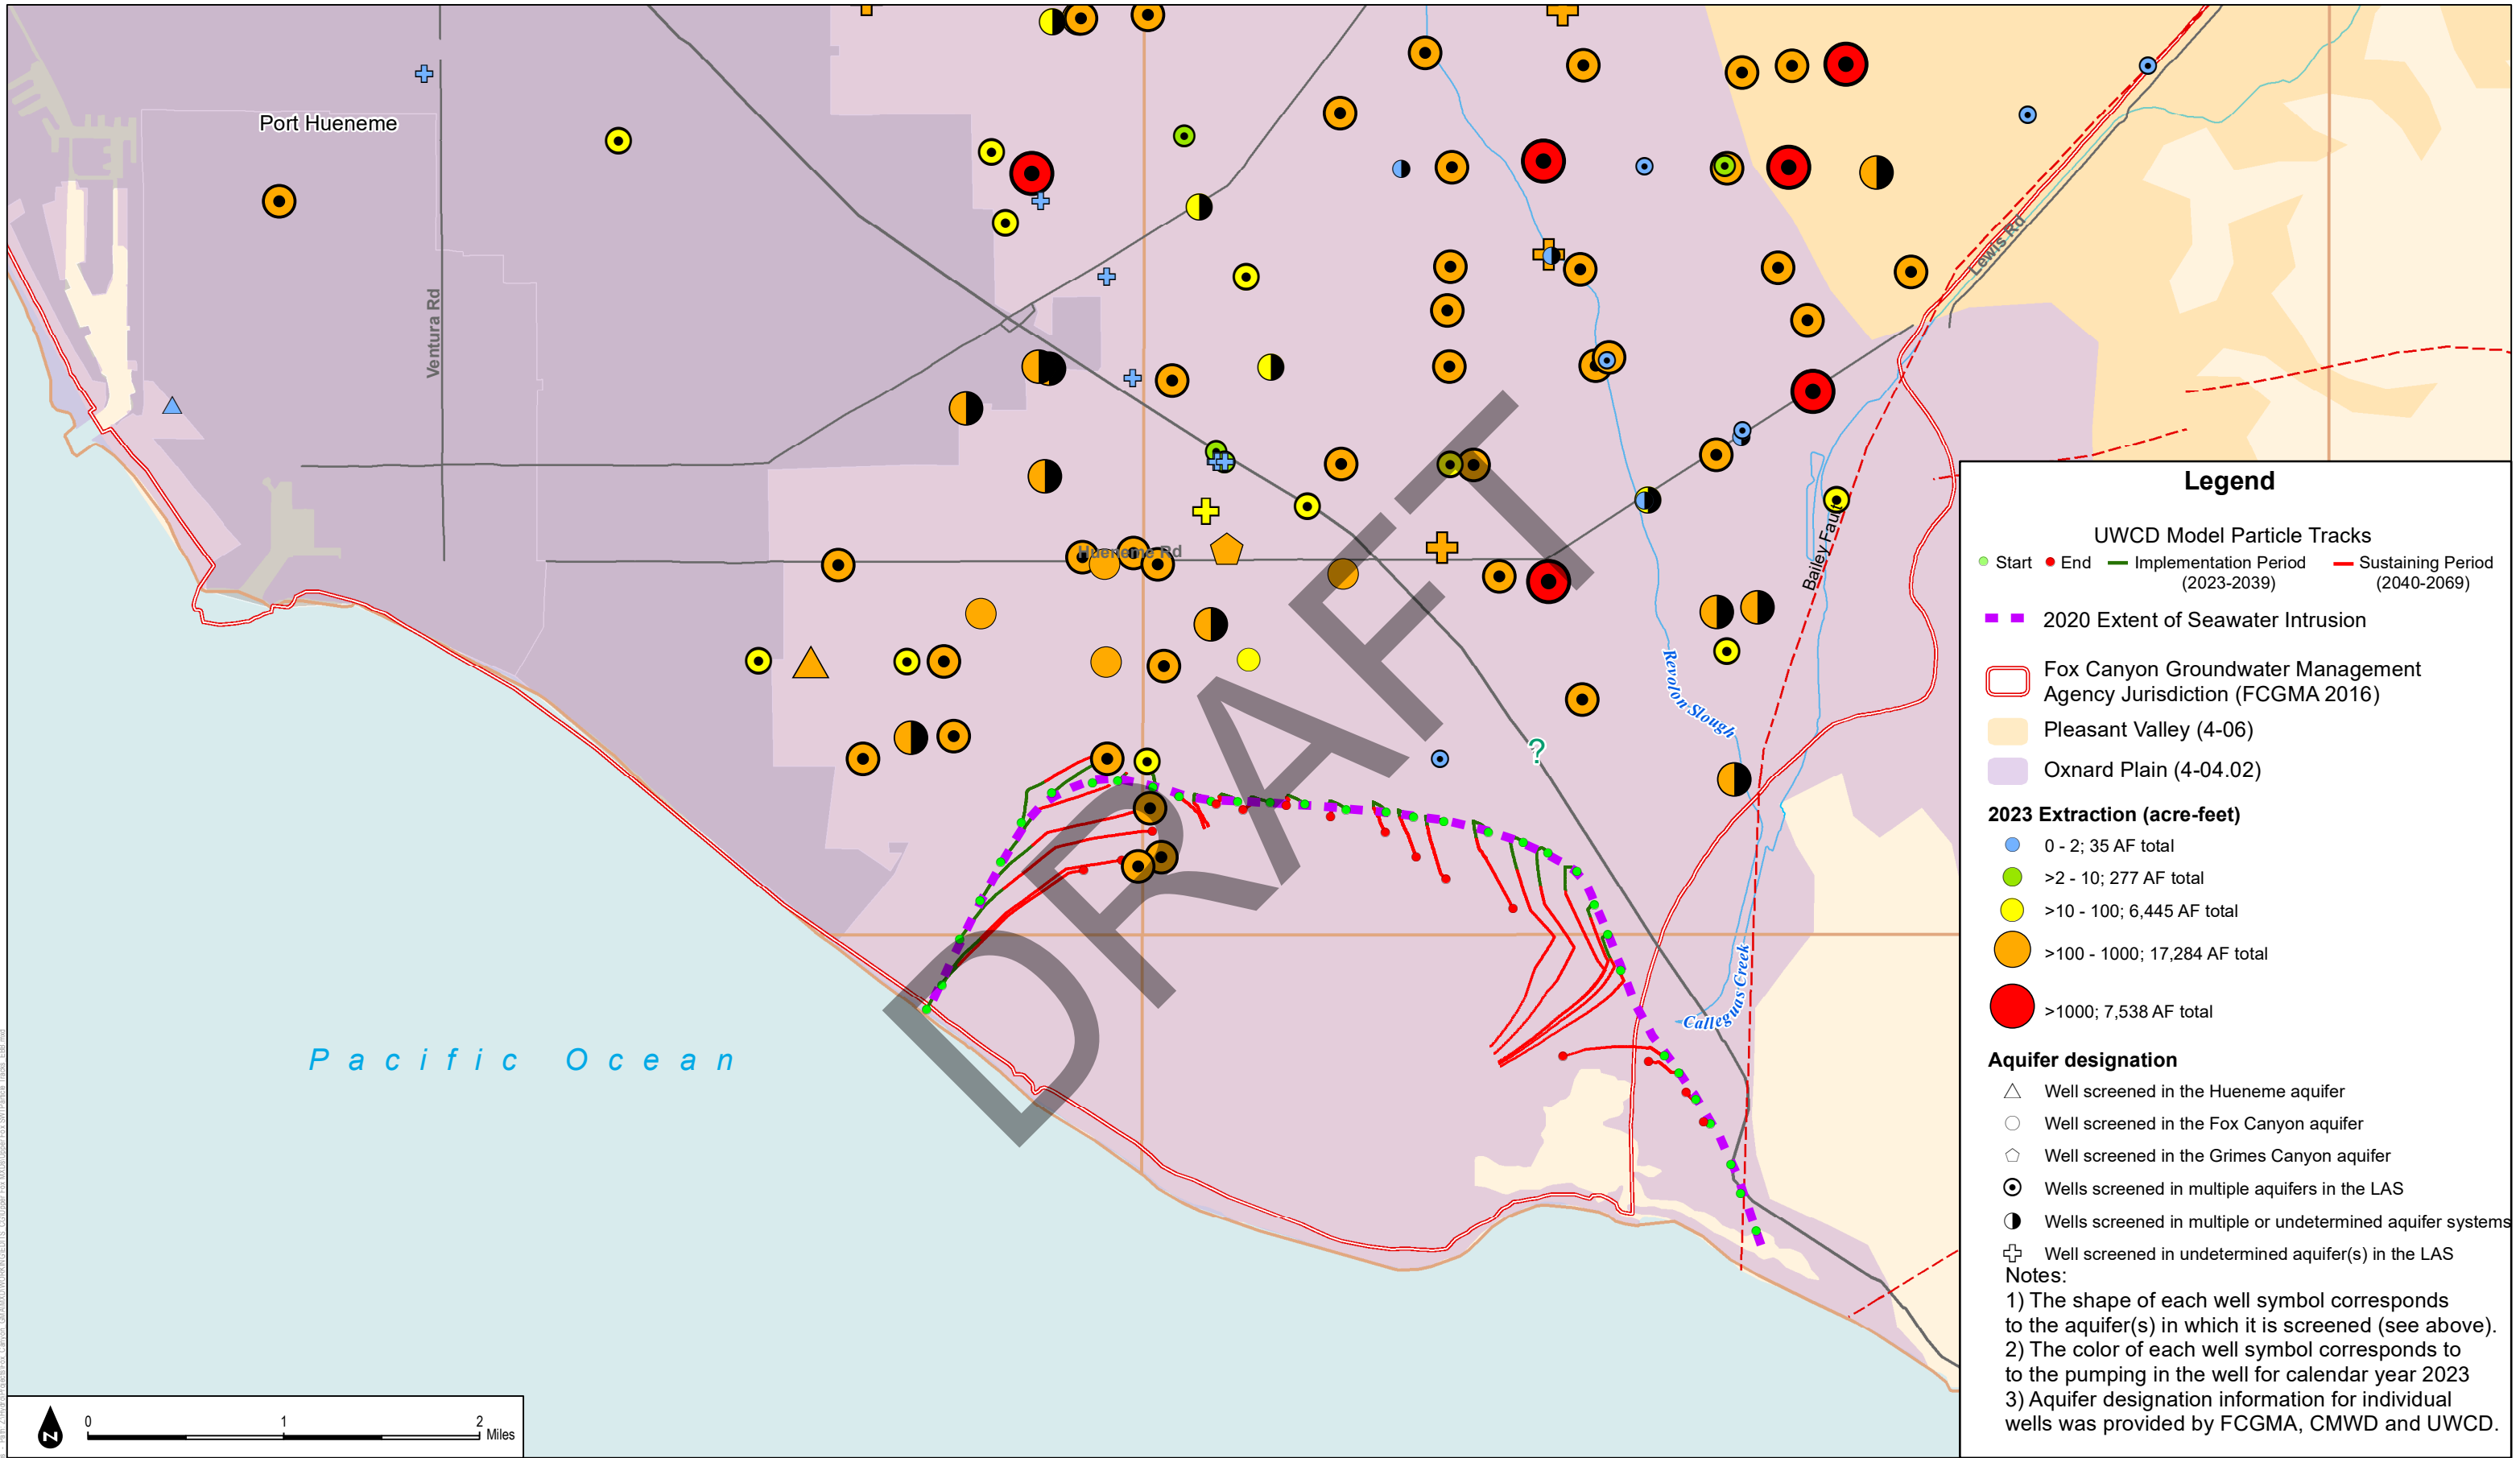 Port Hueneme
Ventura Rd
Lewis Rd
Hueneme Rd
Bailey Fault
Revolon Slough
?
Calleguas Creek
Pacific Ocean
DRAFT
N
0 1 2
Miles
Legend
UWCD Model Particle Tracks
Start End Implementation Period Sustaining Period
(2023-2039) (2040-2069)
2020 Extent of Seawater Intrusion
Fox Canyon Groundwater Management
Agency Jurisdiction (FCGMA 2016)
Pleasant Valley (4-06)
Oxnard Plain (4-04.02)
2023 Extraction (acre-feet)
0 - 2; 35 AF total
>2 - 10; 277 AF total
>10 - 100; 6,445 AF total
>100 - 1000; 17,284 AF total
>1000; 7,538 AF total
Aquifer designation
Well screened in the Hueneme aquifer
Well screened in the Fox Canyon aquifer
Well screened in the Grimes Canyon aquifer
Wells screened in multiple aquifers in the LAS
Wells screened in multiple or undetermined aquifer systems
Well screened in undetermined aquifer(s) in the LAS
Notes:
1) The shape of each well symbol corresponds
to the aquifer(s) in which it is screened (see above).
2) The color of each well symbol corresponds to
to the pumping in the well for calendar year 2023
3) Aquifer designation information for individual
wells was provided by FCGMA, CMWD and UWCD.